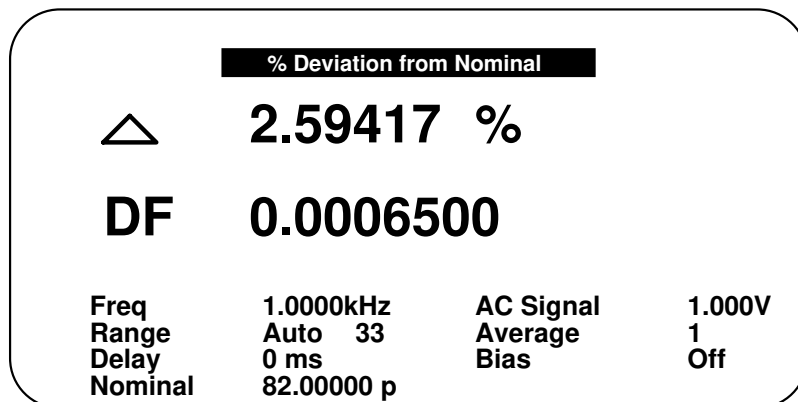 % Deviation from Nominal
2.59417 %
DF 0.0006500
Freq 1.0000kHz AC Signal 1.000V
Range Auto 33 Average 1
Delay 0 ms Bias Off
Nominal 82.00000 p